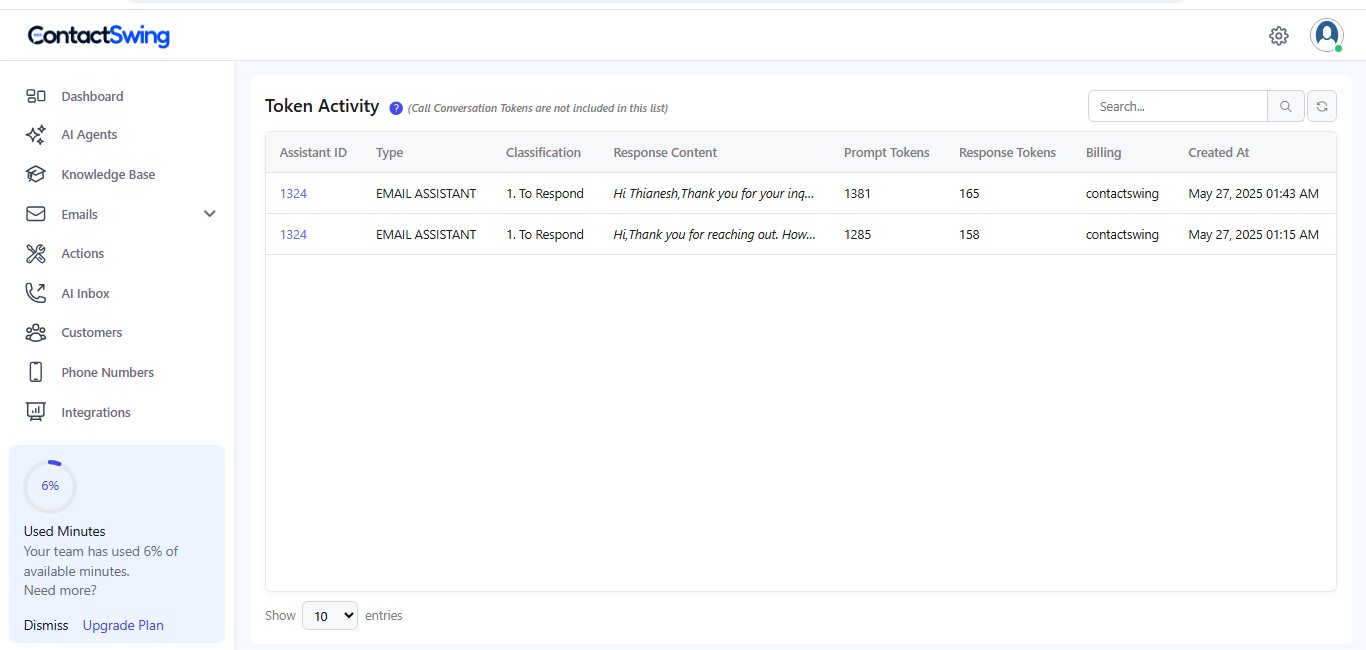 ContactSwing
Dashboard
AI Agents
Knowledge Base
Emails
Actions
AI Inbox
Customers
Phone Numbers
Integrations
6%
Used Minutes
Your team has used 6% of
available minutes.
Need more?
Dismiss Upgrade Plan
Token Activity ? (Call Conversation Tokens are not included in this list)
Search...
Assistant ID Type Classification Response Content Prompt Tokens Response Tokens Billing Created At
1324 EMAIL ASSISTANT 1. To Respond Hi Thianesh,Thank you for your inq... 1381 165 contactswing May 27, 2025 01:43 AM
1324 EMAIL ASSISTANT 1. To Respond Hi,Thank you for reaching out. How... 1285 158 contactswing May 27, 2025 01:15 AM
Show 10 entries